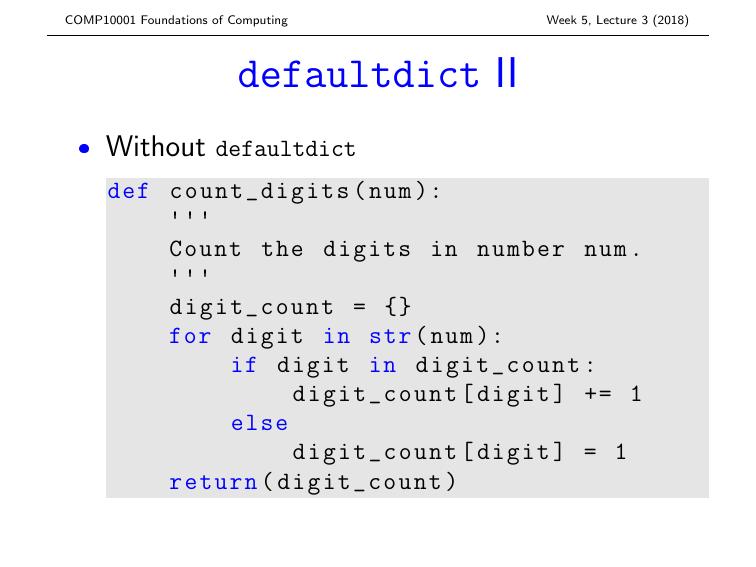 COMP10001 Foundations of Computing Week 5, Lecture 3 (2018)
defaultdict II
• Without defaultdict
def count_digits(num):
    '''
    Count the digits in number num.
    '''
    digit_count = {}
    for digit in str(num):
        if digit in digit_count:
            digit_count[digit] += 1
        else
            digit_count[digit] = 1
    return(digit_count)